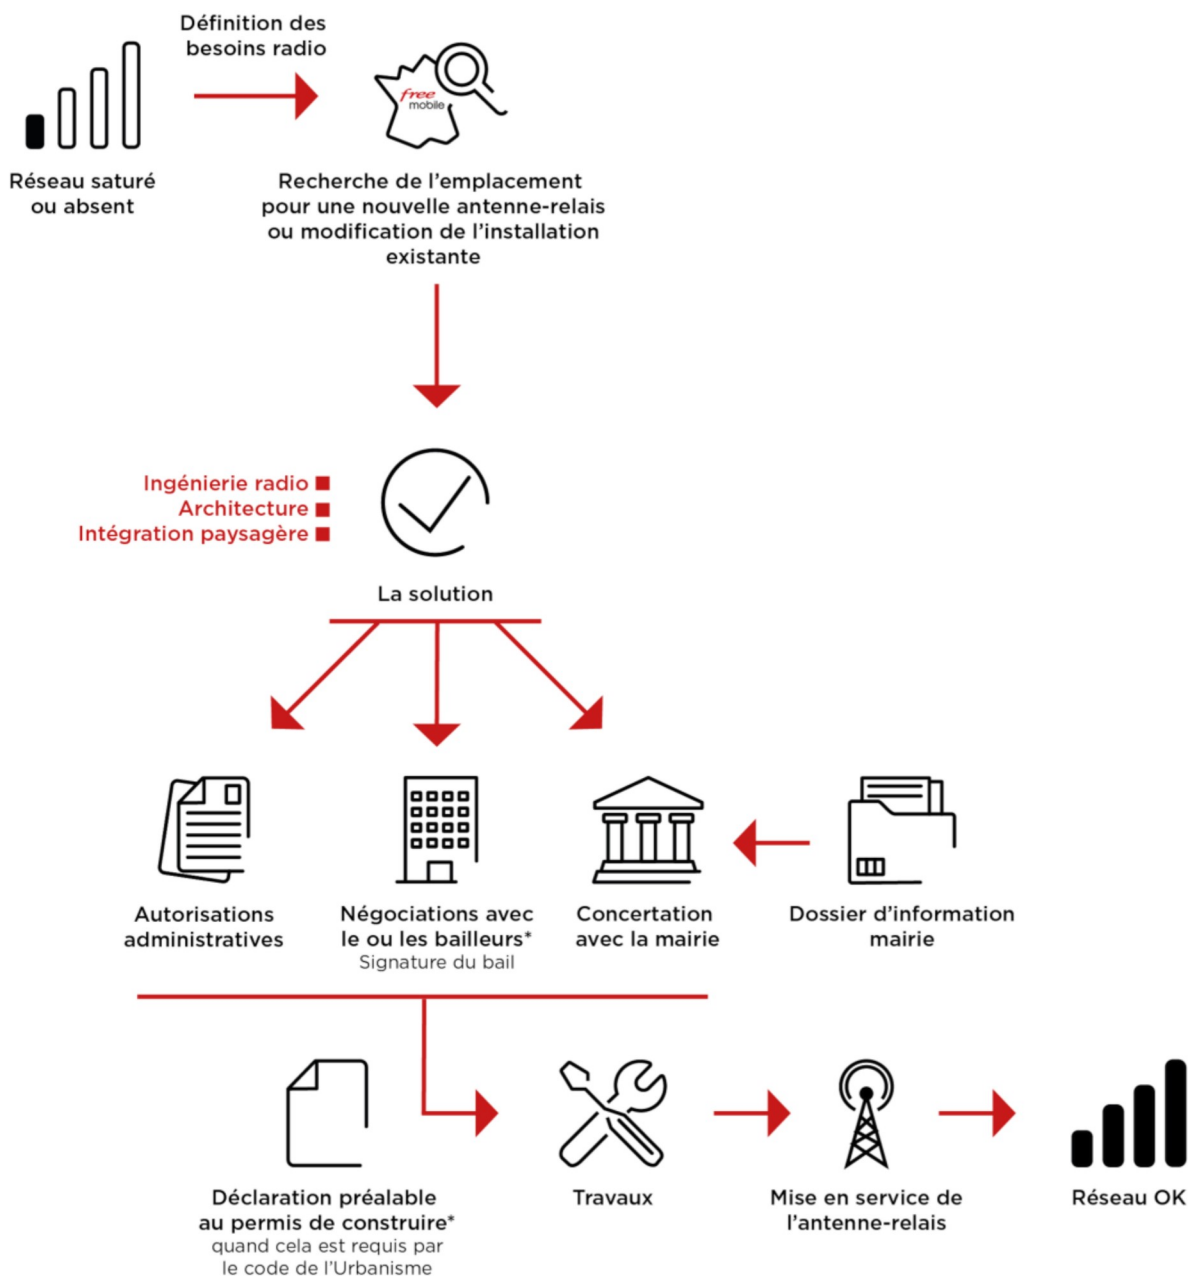 Définition des
besoins radio
free
mobile
Réseau saturé
ou absent
Recherche de l’emplacement
pour une nouvelle antenne-relais
ou modification de l’installation
existante
Ingénierie radio
Architecture
Intégration paysagère
La solution
Autorisations
administratives
Négociations avec
le ou les bailleurs*
Signature du bail
Concertation
avec la mairie
Dossier d’information
mairie
Déclaration préalable
au permis de construire*
quand cela est requis par
le code de l’Urbanisme
Travaux
Mise en service de
l’antenne-relais
Réseau OK